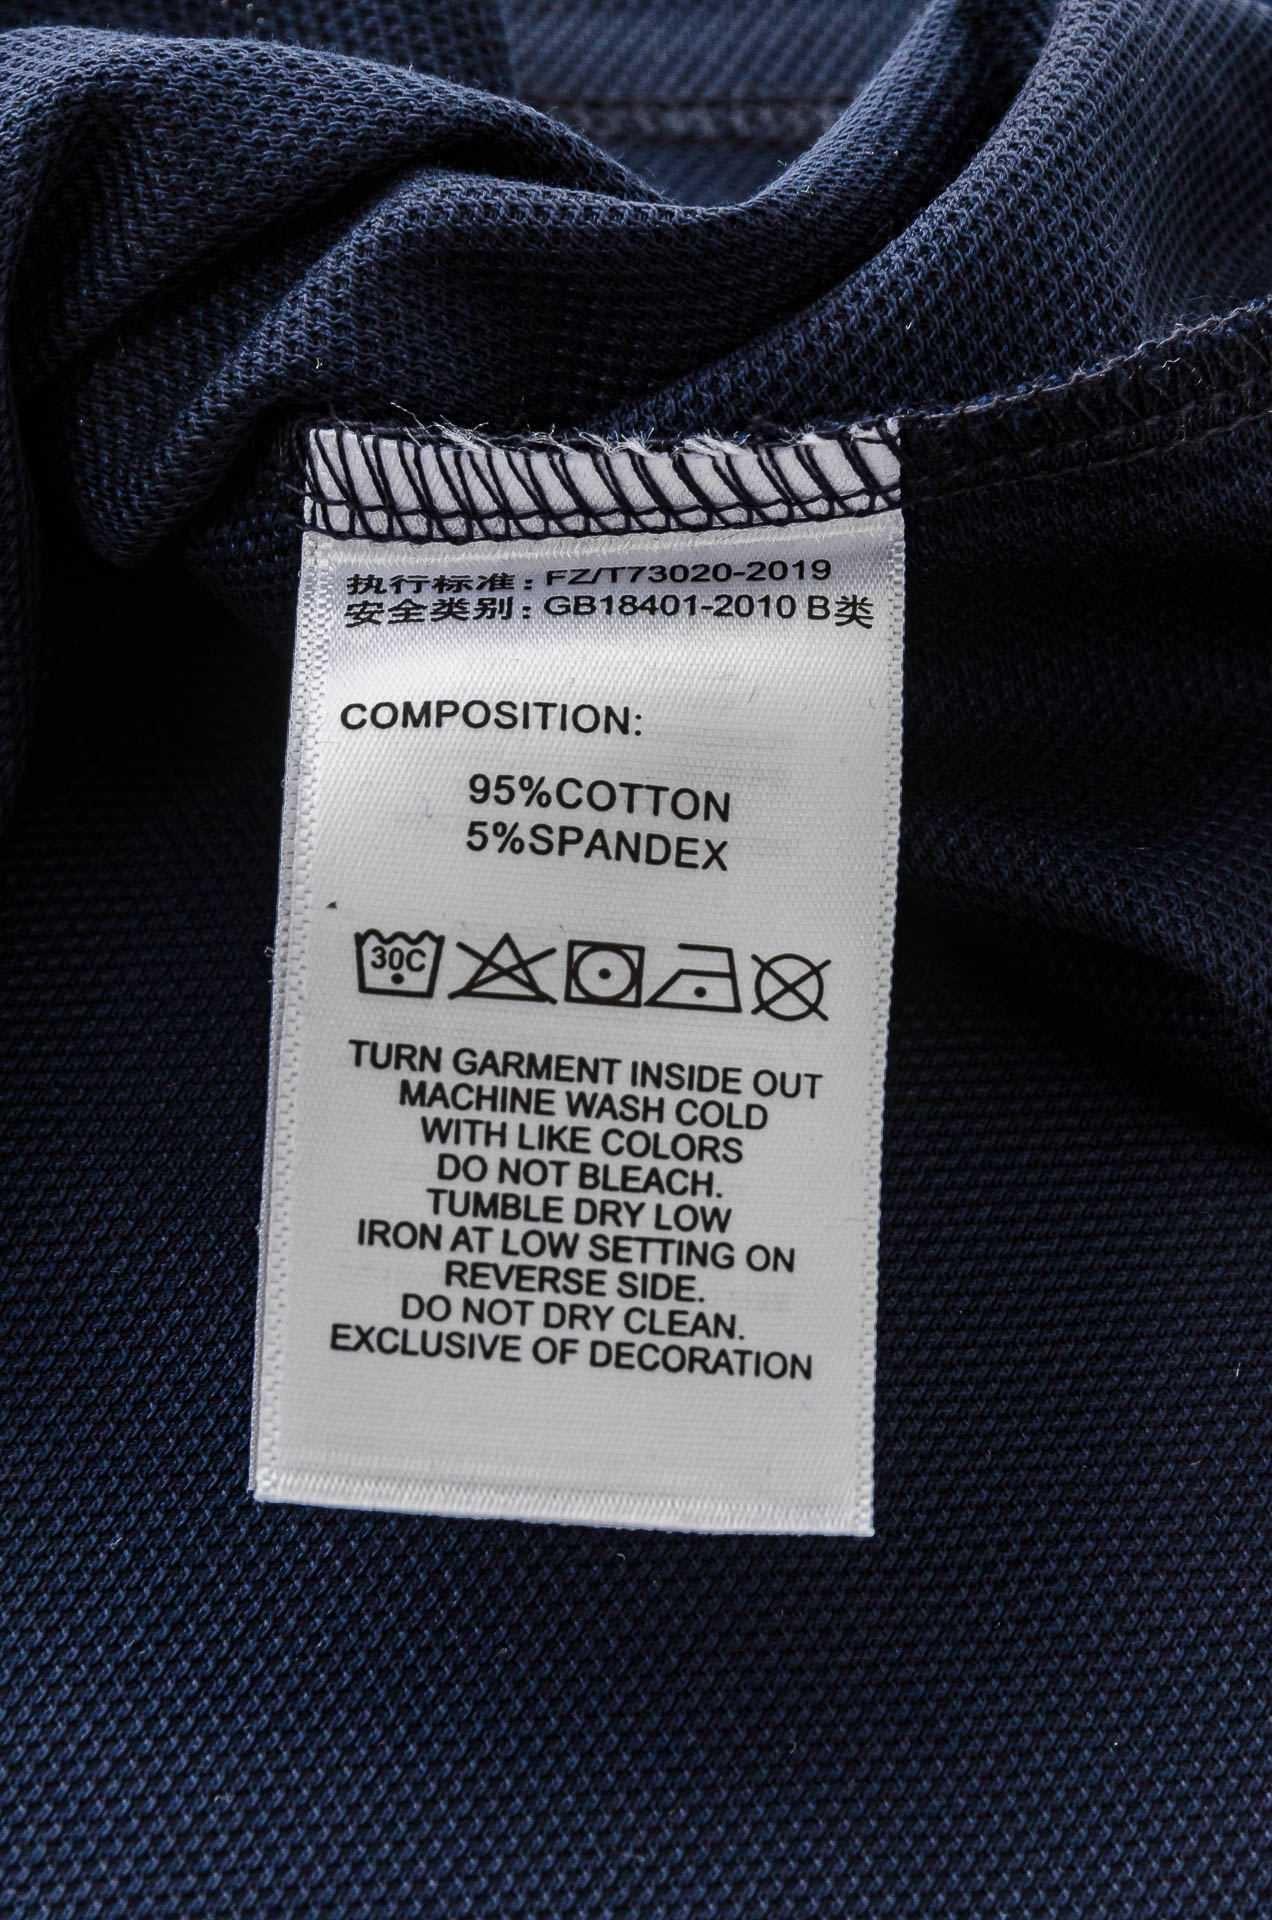 执行标准：FZ/T73020-2019
安全类别：GB18401-2010 B类
COMPOSITION:
95%COTTON
5%SPANDEX
30C
TURN GARMENT INSIDE OUT
MACHINE WASH COLD
WITH LIKE COLORS
DO NOT BLEACH.
TUMBLE DRY LOW
IRON AT LOW SETTING ON
REVERSE SIDE.
DO NOT DRY CLEAN.
EXCLUSIVE OF DECORATION